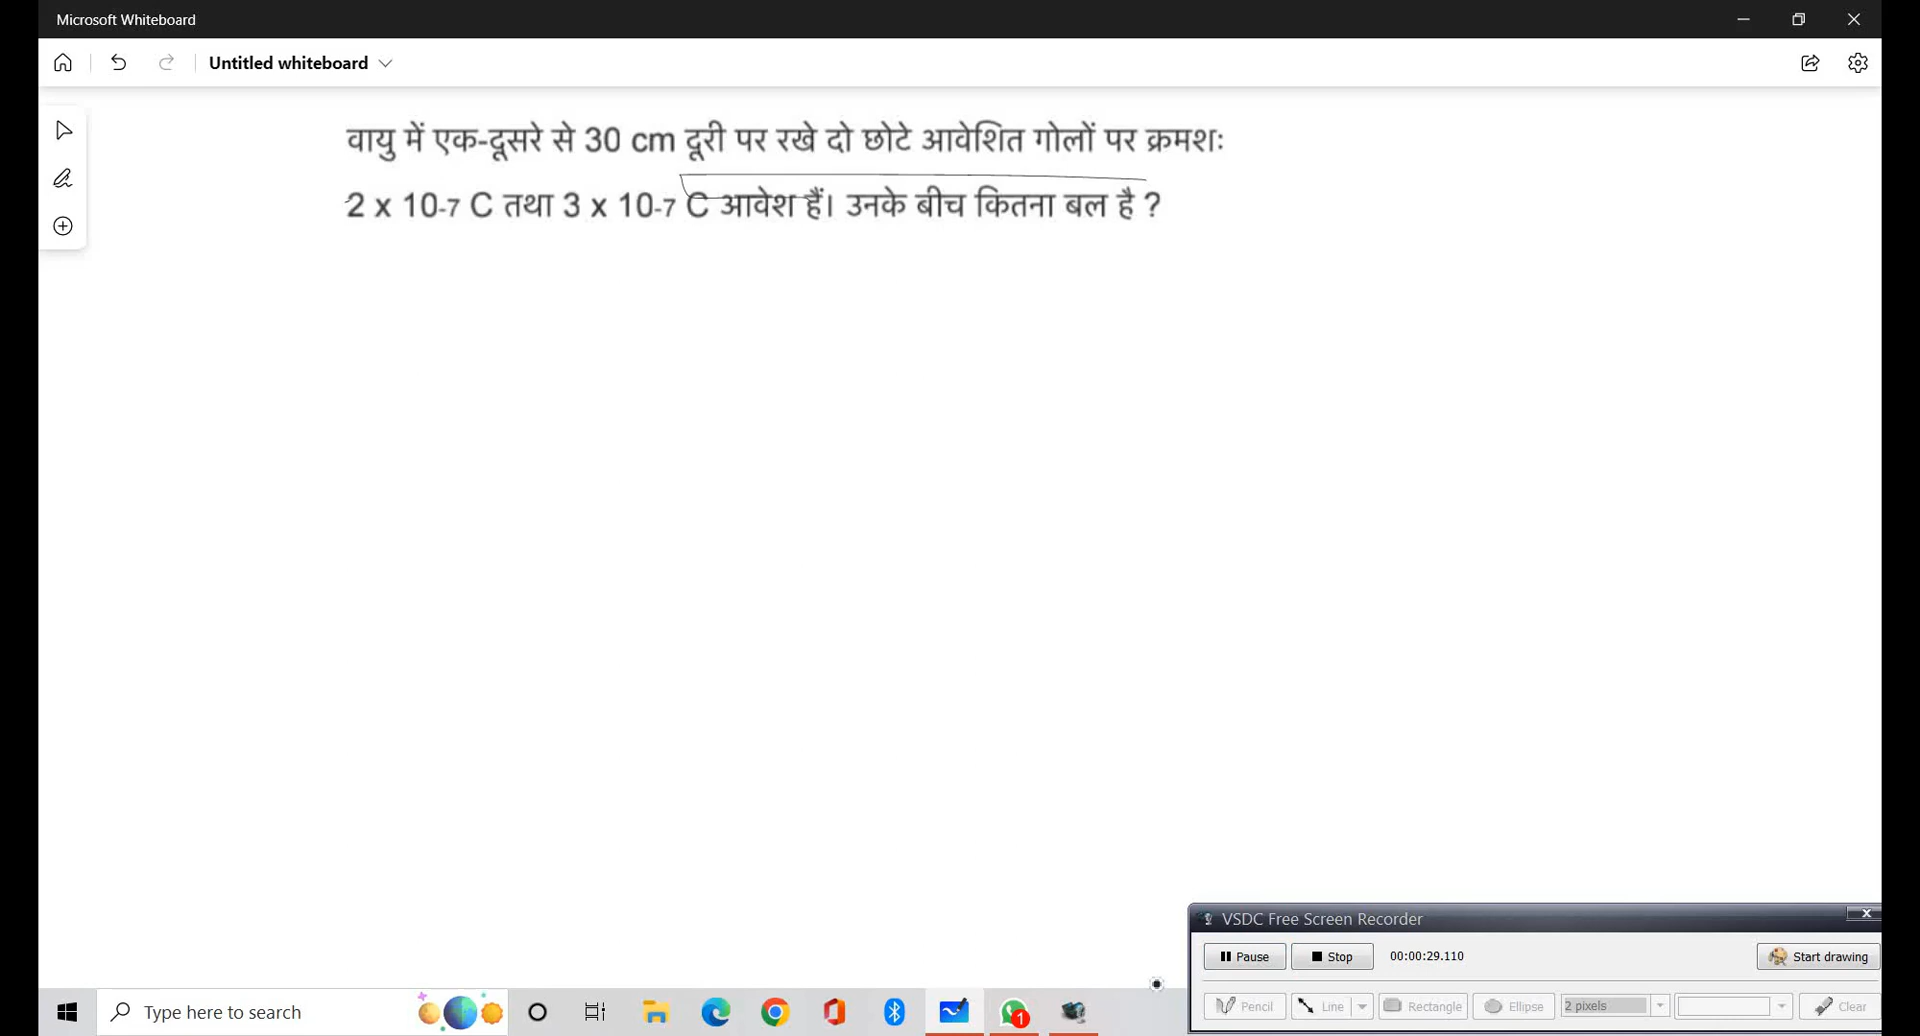 Microsoft Whiteboard
Untitled whiteboard
वायु में एक-दूसरे से 30 cm दूरी पर रखे दो छोटे आवेशित गोलों पर क्रमशः
2 x 10-7 C तथा 3 x 10-7 C आवेश हैं। उनके बीच कितना बल है ?
VSDC Free Screen Recorder
Pause Stop 00:00:29.110 Start drawing
Pencil Line Rectangle Ellipse 2 pixels Clear
Type here to search
1